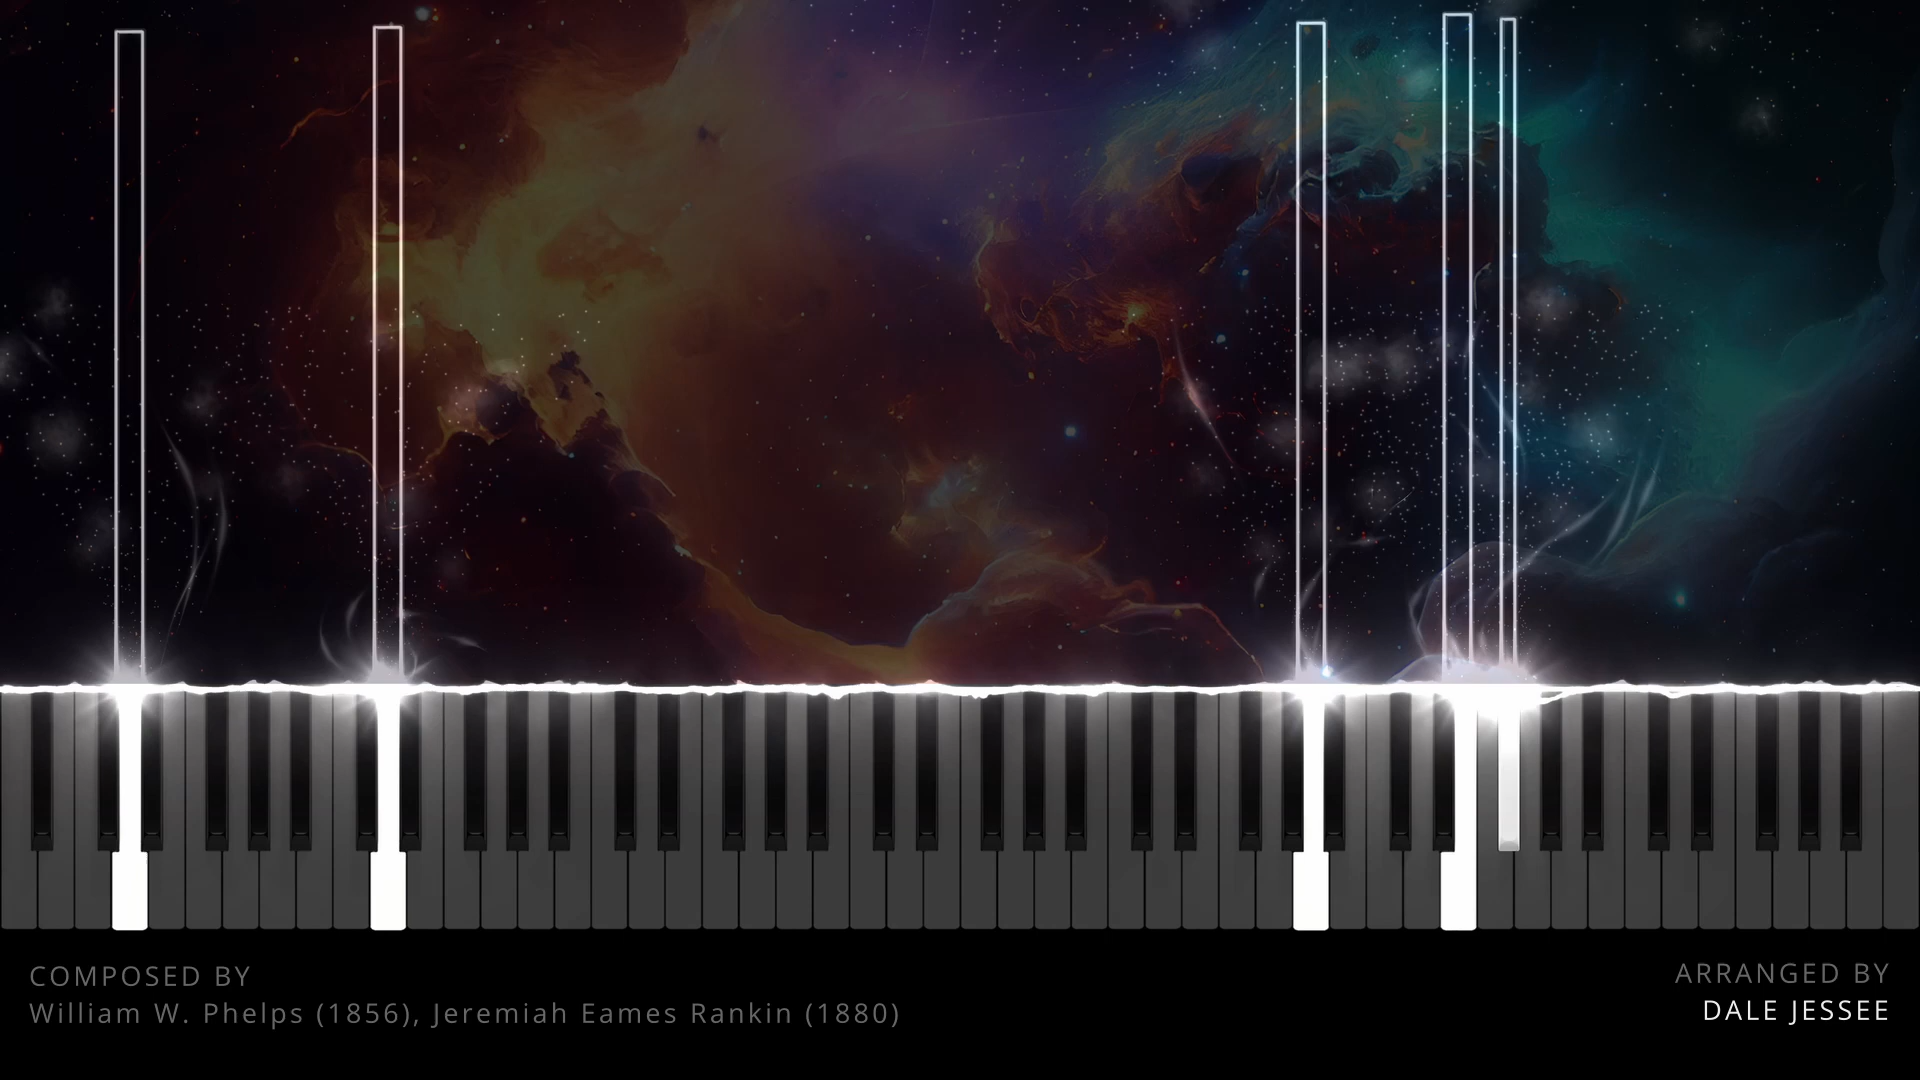 COMPOSED BY
William W. Phelps (1856), Jeremiah Eames Rankin (1880)
ARRANGED BY
DALE JESSEE